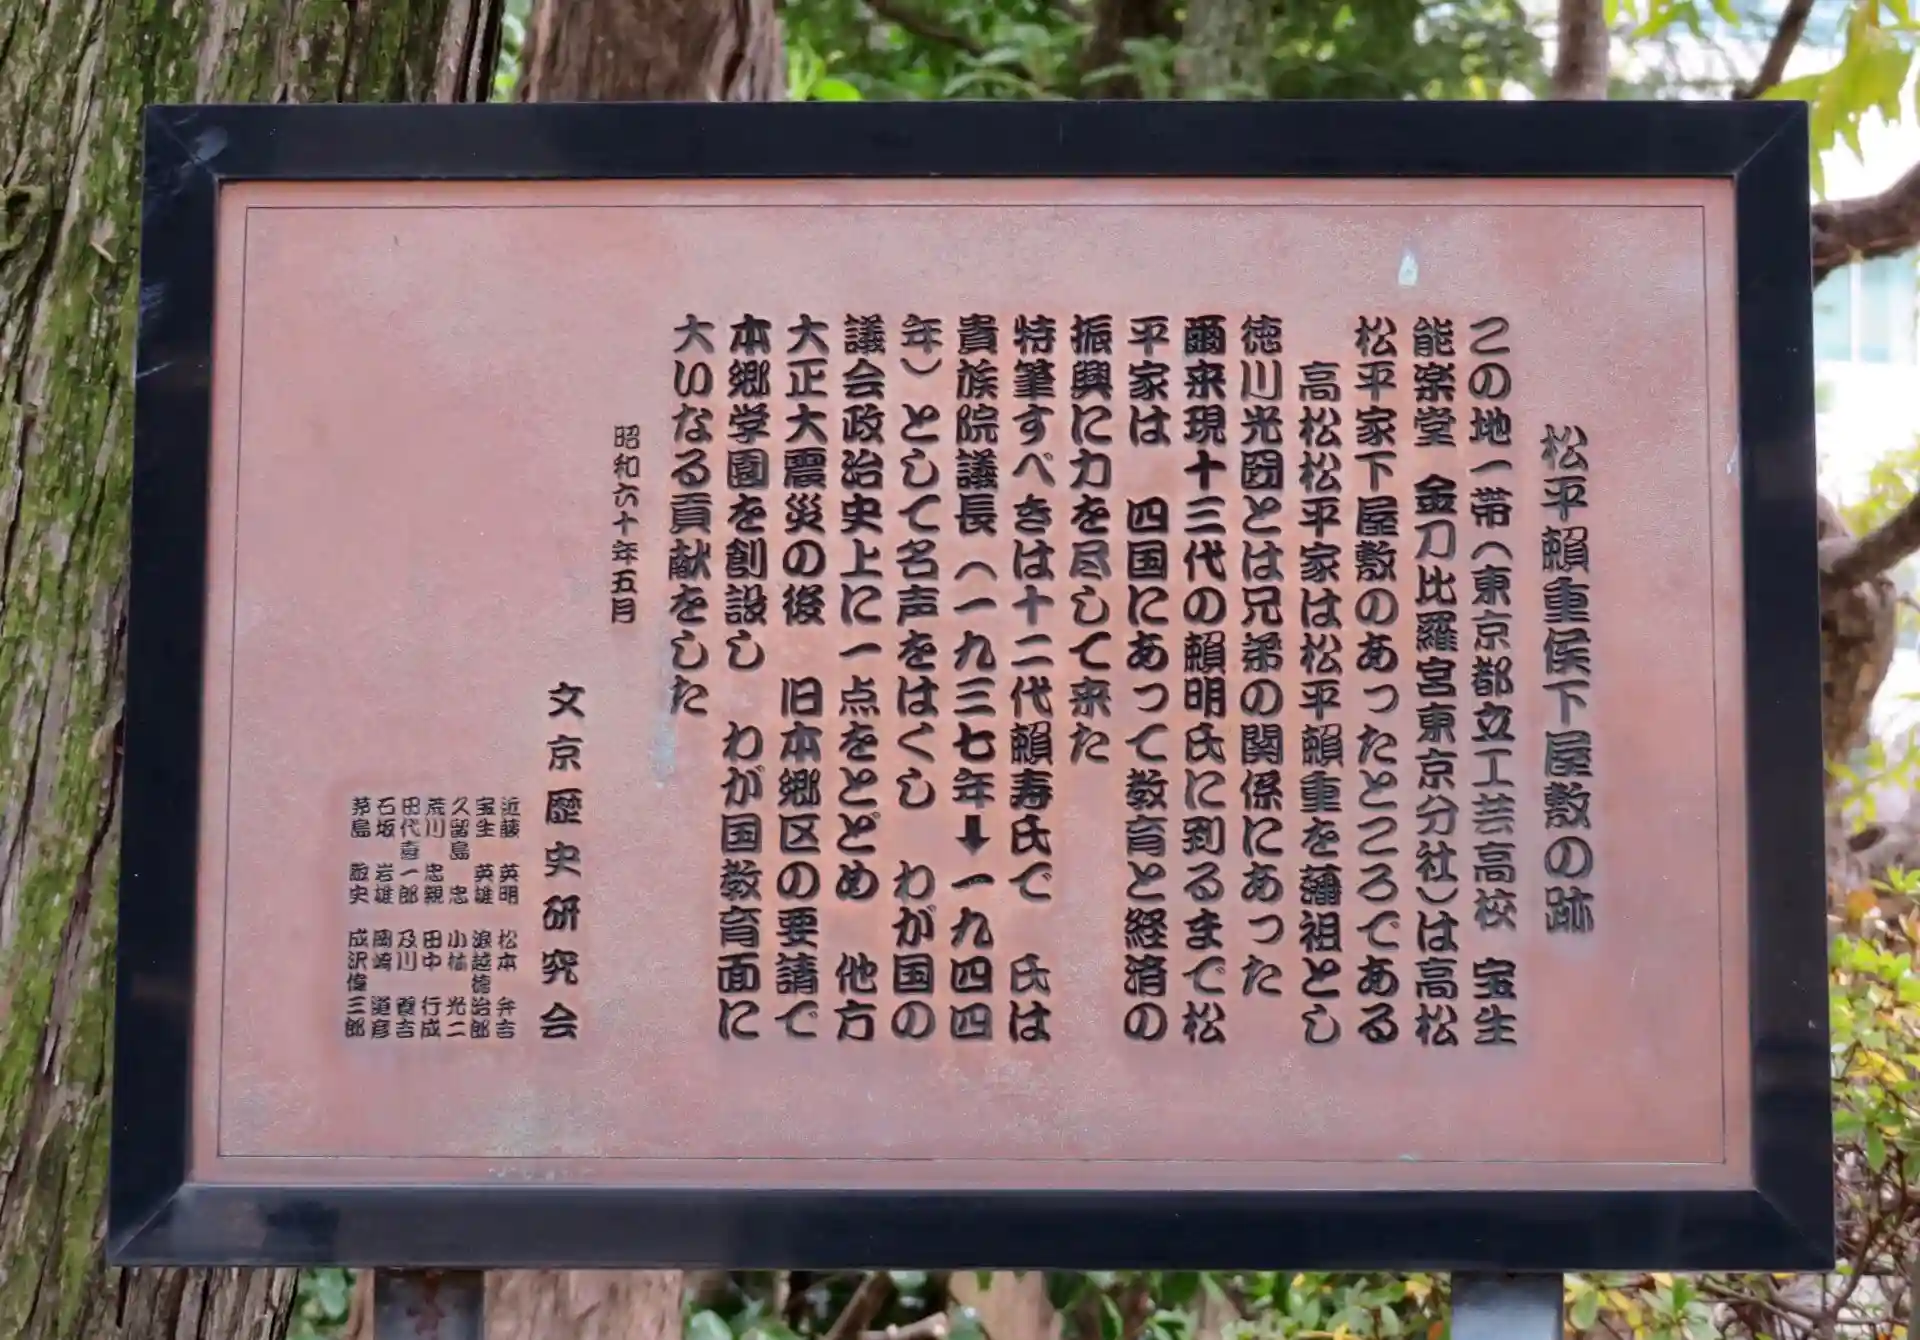 松平賴重侯下屋敷の跡
この地一帯（東京都立工芸高校　宝生
能楽堂　金刀比羅宮東京分社）は高松
松平家下屋敷のあったところである
高松松平家は松平賴重を藩祖とし
徳川光圀とは兄弟の関係にあった
爾来現十三代の賴明氏に到るまで松
平家は　四国にあって教育と経済の
振興に力を尽して来た
特筆すべきは十二代賴寿氏で　氏は
貴族院議長（一九三七年➡一九四四
年）として名声をはくし　わが国の
議会政治史上に一点をとどめ　他方
大正大震災の後　旧本郷区の要請で
本郷学園を創設し　わが国教育面に
大いなる貢献をした
昭和六十年五月
文京歴史研究会
近藤　英明　松本　弁吉
宝生　英雄　浪越徳治郎
久留島　忠　小柚　光二
荒川　忠親　田中　行成
田代喜一郎　及川　養吉
石坂　岩雄　岡崎　道彦
茅島　成沢偉三郎